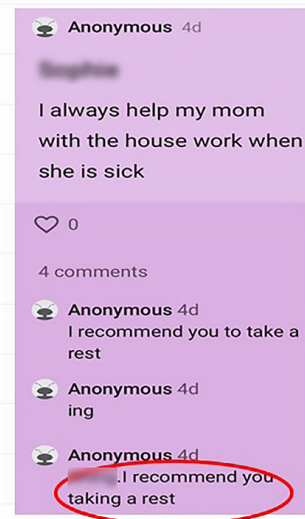 Anonymous 4d
I always help my mom
with the house work when
she is sick
0
4 comments
Anonymous 4d
I recommend you to take a
rest
Anonymous 4d
ing
Anonymous 4d
.I recommend you
taking a rest